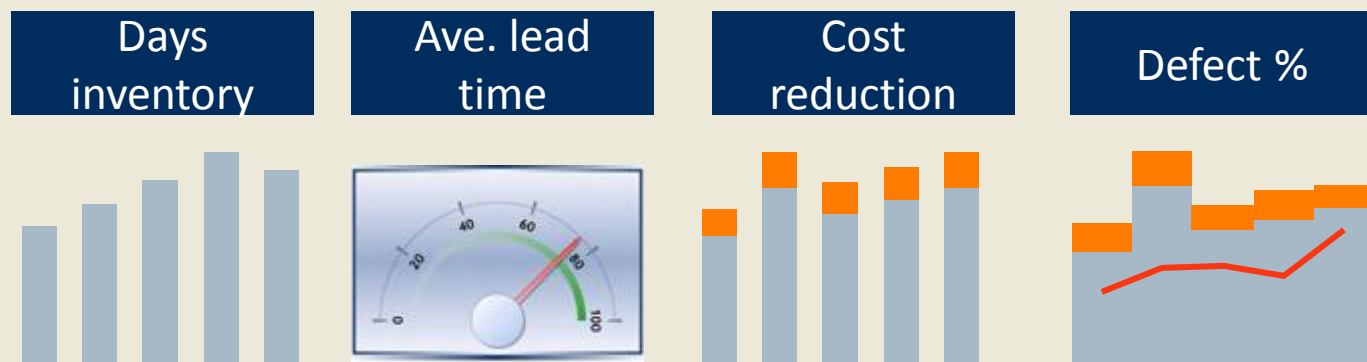 Days
inventory
Ave. lead
time
Cost
reduction
Defect %
0
20
40
60
80
100